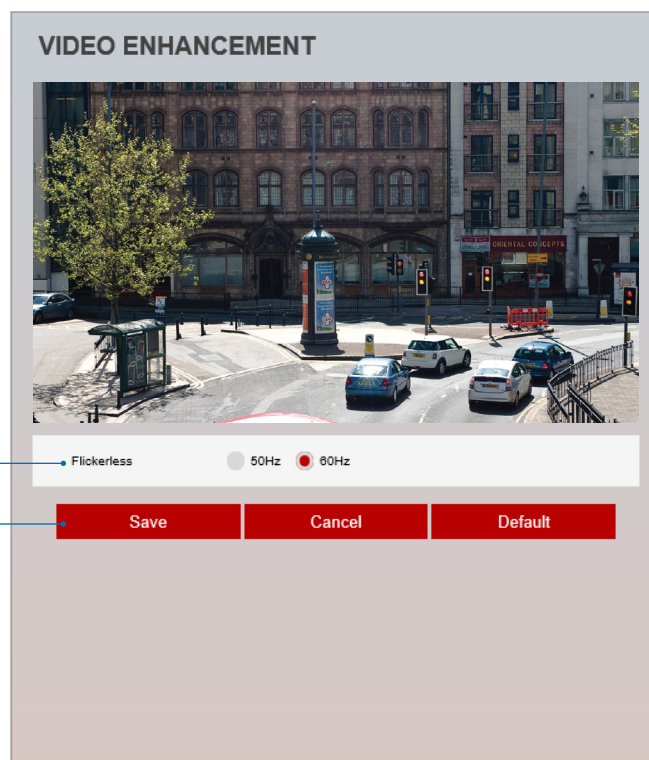 VIDEO ENHANCEMENT
ORIENTAL CONCEPTS
Flickerless 50Hz 60Hz
Save Cancel Default